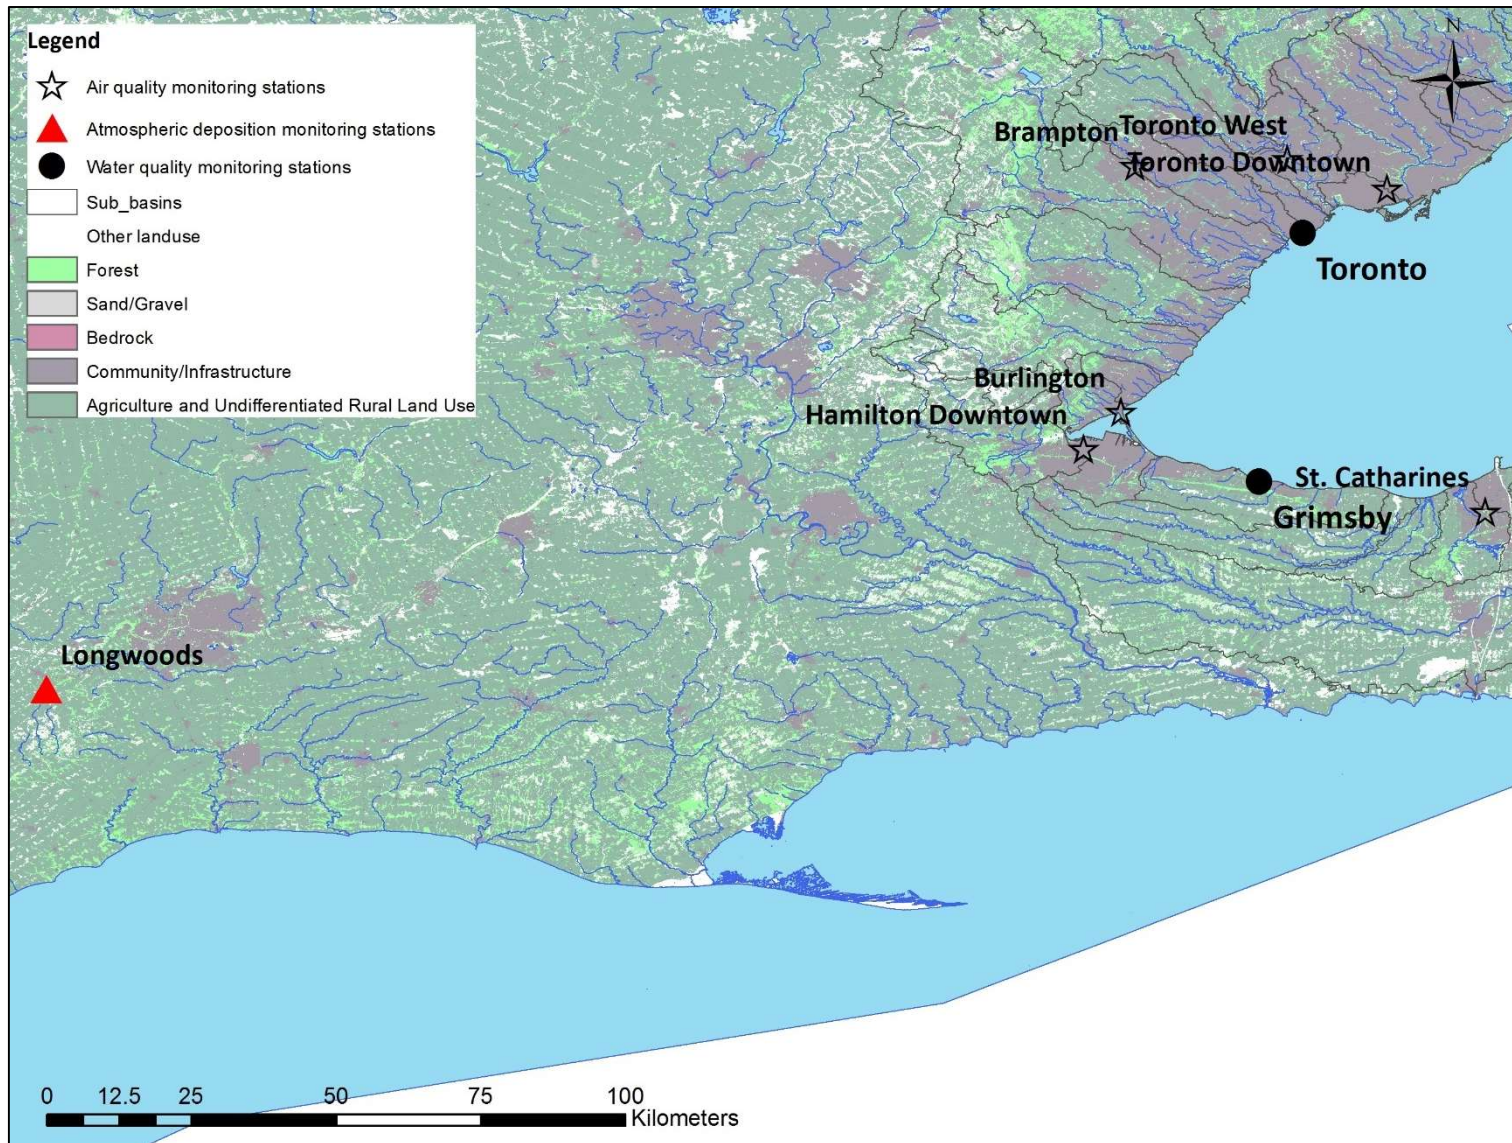 Legend
Air quality monitoring stations
Atmospheric deposition monitoring stations
Water quality monitoring stations
Sub_basins
Other landuse
Forest
Sand/Gravel
Bedrock
Community/Infrastructure
Agriculture and Undifferentiated Rural Land Use
N
Brampton
Toronto West
Toronto Downtown
Toronto
Burlington
Hamilton Downtown
St. Catharines
Grimsby
Longwoods
0 12.5 25 50 75 100
Kilometers